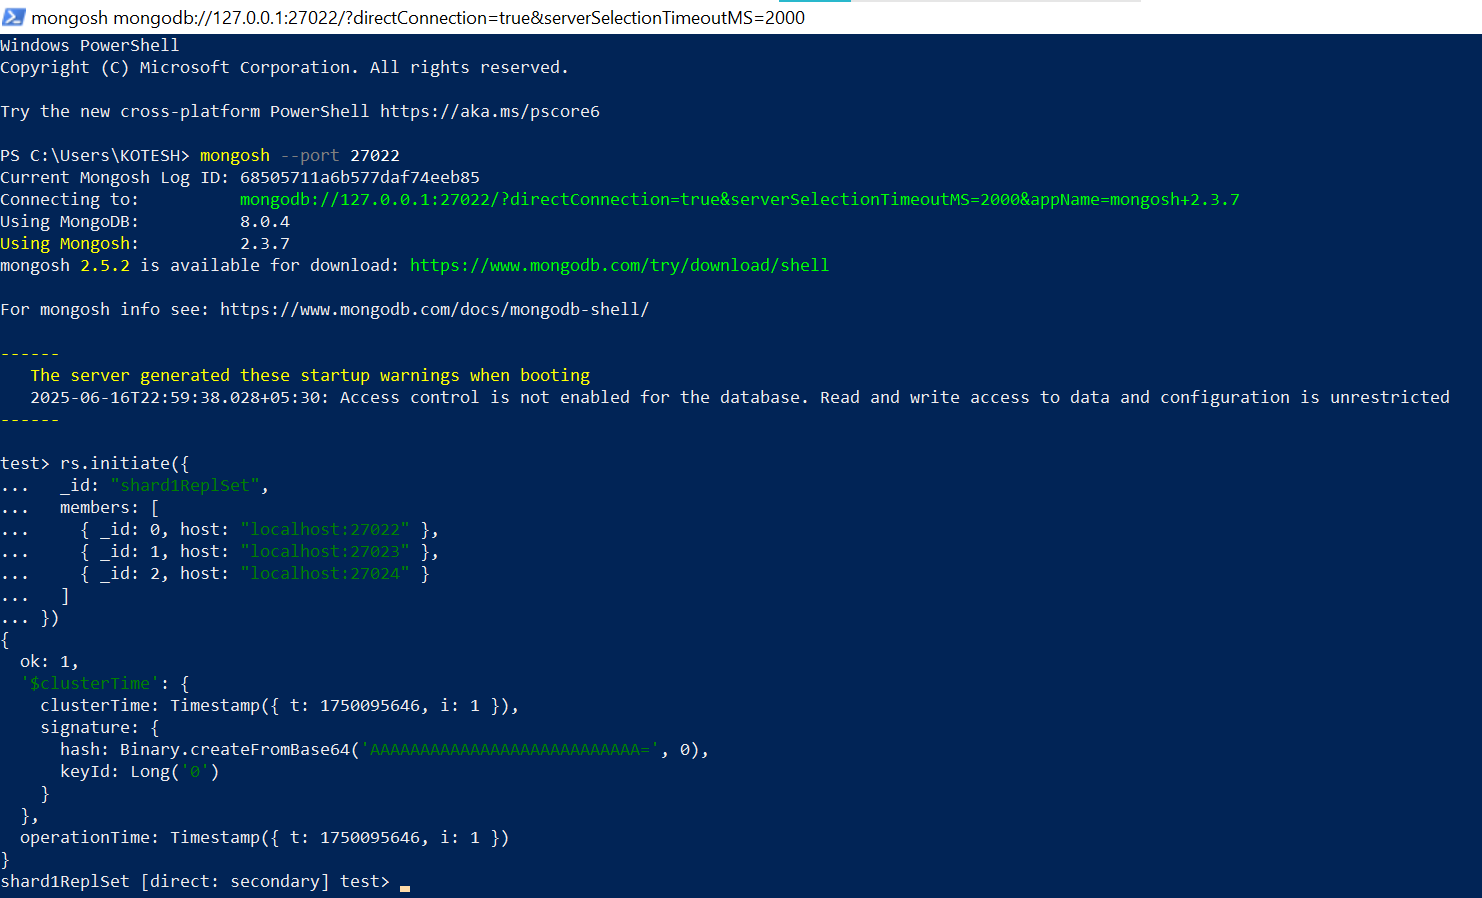 mongosh mongodb://127.0.0.1:27022/?directConnection=true&serverSelectionTimeoutMS=2000
Windows PowerShell
Copyright (C) Microsoft Corporation. All rights reserved.
Try the new cross-platform PowerShell https://aka.ms/pscore6
PS C:\Users\KOTESH> mongosh --port 27022
Current Mongosh Log ID: 68505711a6b577daf74eeb85
Connecting to:          mongodb://127.0.0.1:27022/?directConnection=true&serverSelectionTimeoutMS=2000&appName=mongosh+2.3.7
Using MongoDB:          8.0.4
Using Mongosh:          2.3.7
mongosh 2.5.2 is available for download: https://www.mongodb.com/try/download/shell
For mongosh info see: https://www.mongodb.com/docs/mongodb-shell/
------
   The server generated these startup warnings when booting
   2025-06-16T22:59:38.028+05:30: Access control is not enabled for the database. Read and write access to data and configuration is unrestricted
------
test> rs.initiate({
...   _id: "shard1ReplSet",
...   members: [
...     { _id: 0, host: "localhost:27022" },
...     { _id: 1, host: "localhost:27023" },
...     { _id: 2, host: "localhost:27024" }
...   ]
... })
{
  ok: 1,
  '$clusterTime': {
    clusterTime: Timestamp({ t: 1750095646, i: 1 }),
    signature: {
      hash: Binary.createFromBase64('AAAAAAAAAAAAAAAAAAAAAAAAAAA=', 0),
      keyId: Long('0')
    }
  },
  operationTime: Timestamp({ t: 1750095646, i: 1 })
}
shard1ReplSet [direct: secondary] test>